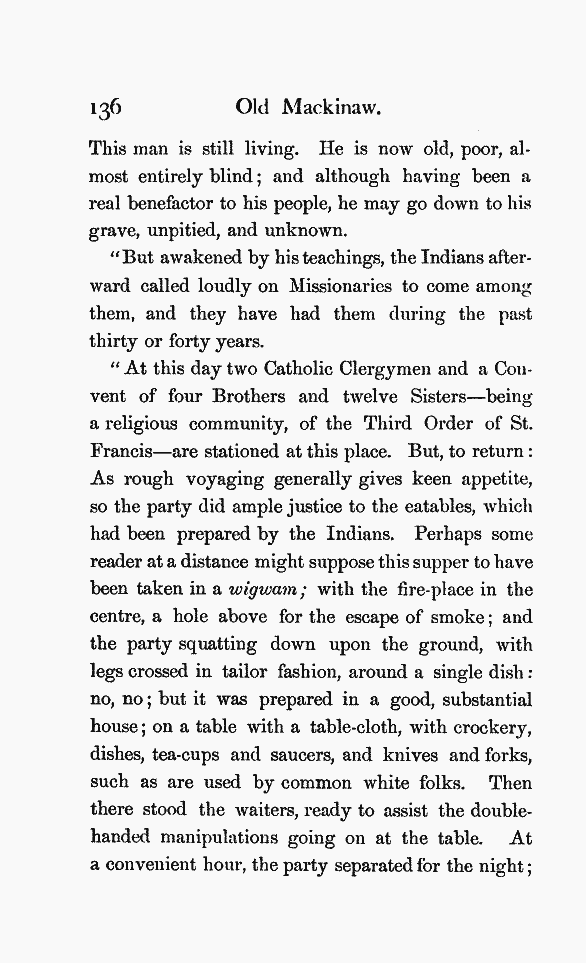 136 Old Mackinaw.
This man is still living. He is now old, poor, al-
most entirely blind; and although having been a
real benefactor to his people, he may go down to his
grave, unpitied, and unknown.
"But awakened by his teachings, the Indians after-
ward called loudly on Missionaries to come among
them, and they have had them during the past
thirty or forty years.
"At this day two Catholic Clergymen and a Con-
vent of four Brothers and twelve Sisters—being
a religious community, of the Third Order of St.
Francis—are stationed at this place. But, to return:
As rough voyaging generally gives keen appetite,
so the party did ample justice to the eatables, which
had been prepared by the Indians. Perhaps some
reader at a distance might suppose this supper to have
been taken in a wigwam; with the fire-place in the
centre, a hole above for the escape of smoke; and
the party squatting down upon the ground, with
legs crossed in tailor fashion, around a single dish:
no, no; but it was prepared in a good, substantial
house; on a table with a table-cloth, with crockery,
dishes, tea-cups and saucers, and knives and forks,
such as are used by common white folks. Then
there stood the waiters, ready to assist the double-
handed manipulations going on at the table. At
a convenient hour, the party separated for the night;